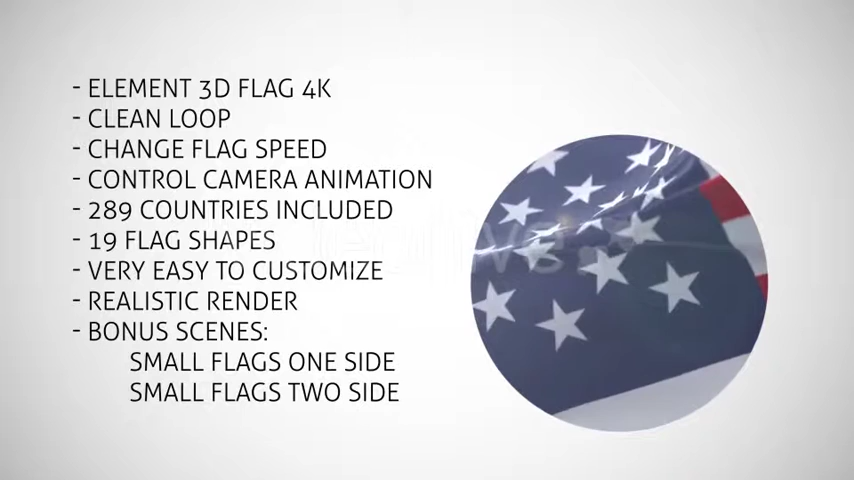 - ELEMENT 3D FLAG 4K
- CLEAN LOOP
- CHANGE FLAG SPEED
- CONTROL CAMERA ANIMATION
- 289 COUNTRIES INCLUDED
- 19 FLAG SHAPES
- VERY EASY TO CUSTOMIZE
- REALISTIC RENDER
- BONUS SCENES:
SMALL FLAGS ONE SIDE
SMALL FLAGS TWO SIDE